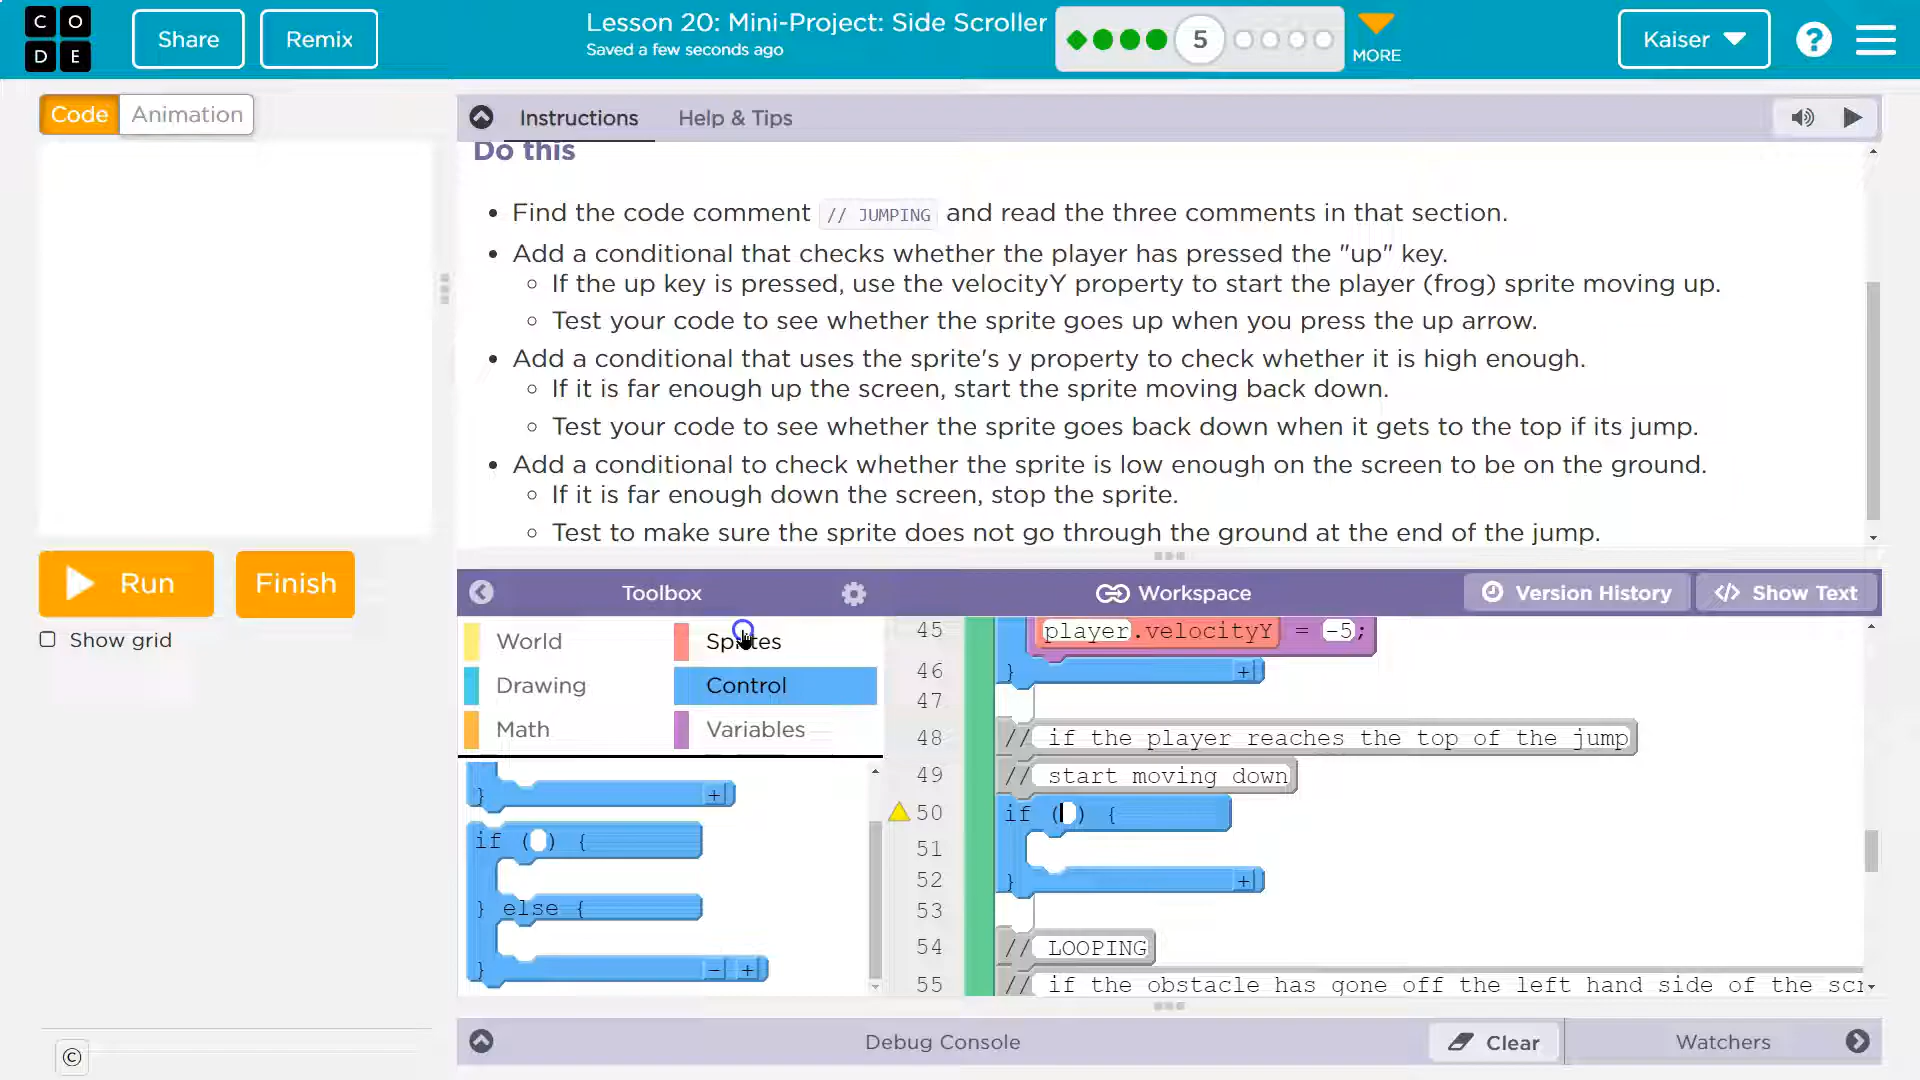 CODE
Share
Remix
Lesson 20: Mini-Project: Side Scroller
Saved a few seconds ago
5
MORE
Kaiser
?
Code
Animation
Instructions
Help & Tips
Do this
Find the code comment // JUMPING and read the three comments in that section.
Add a conditional that checks whether the player has pressed the "up" key.
If the up key is pressed, use the velocityY property to start the player (frog) sprite moving up.
Test your code to see whether the sprite goes up when you press the up arrow.
Add a conditional that uses the sprite's y property to check whether it is high enough.
If it is far enough up the screen, start the sprite moving back down.
Test your code to see whether the sprite goes back down when it gets to the top if its jump.
Add a conditional to check whether the sprite is low enough on the screen to be on the ground.
If it is far enough down the screen, stop the sprite.
Test to make sure the sprite does not go through the ground at the end of the jump.
Run
Finish
Show grid
Toolbox
Workspace
Version History
</> Show Text
World
Sprites
Drawing
Control
Math
Variables
} +
if ( ) {
} else {
} - +
45 player.velocityY = -5;
46 } +
47
48 // if the player reaches the top of the jump
49 // start moving down
50 if ( ) {
51
52 } +
53
54 // LOOPING
55 // if the obstacle has gone off the left hand side of the scr
Debug Console
Clear
Watchers
©